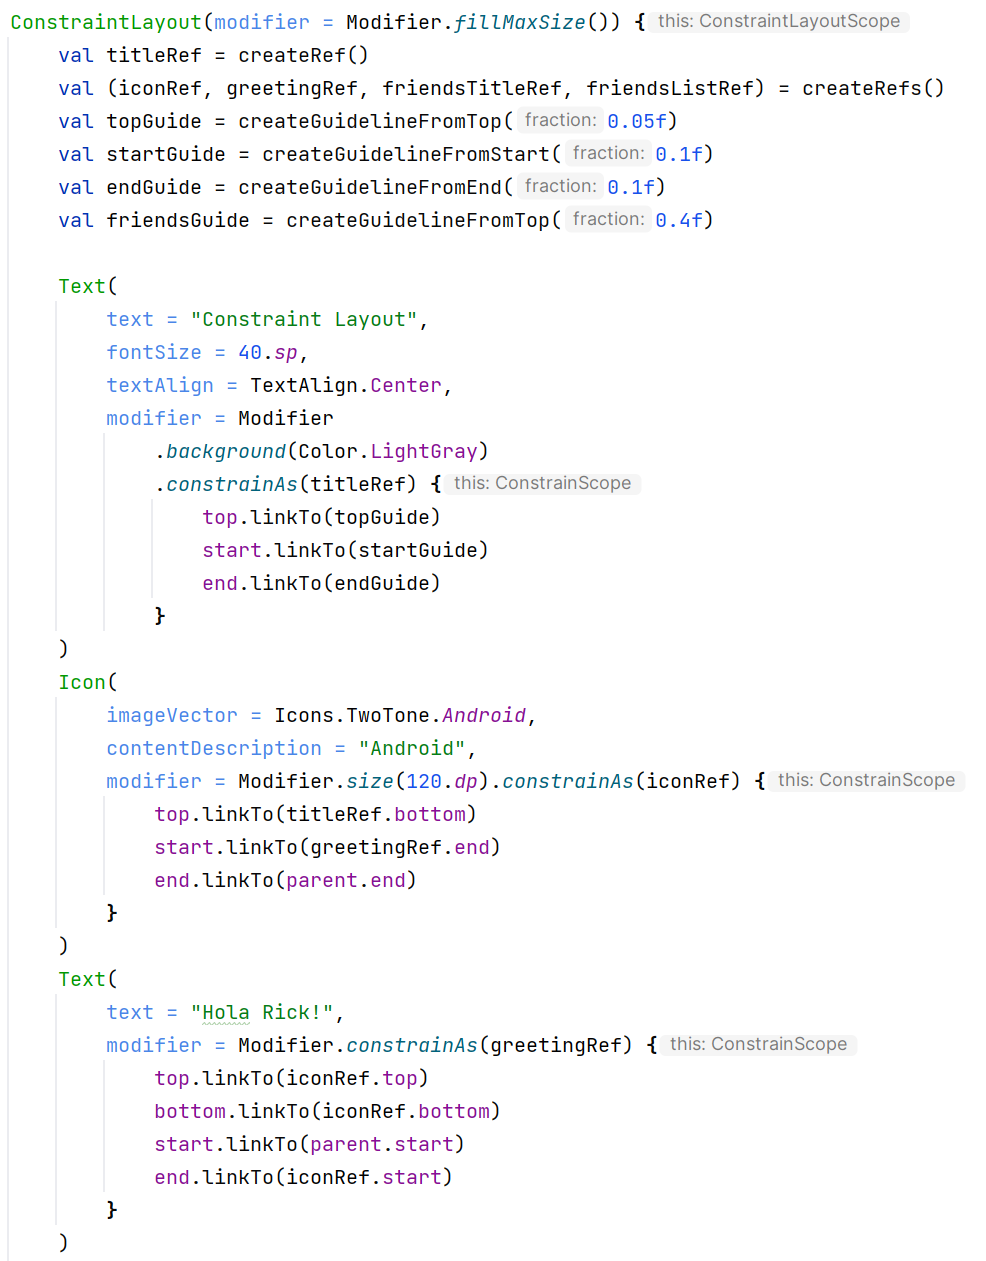 ConstraintLayout(modifier = Modifier.fillMaxSize()) { this: ConstraintLayoutScope
    val titleRef = createRef()
    val (iconRef, greetingRef, friendsTitleRef, friendsListRef) = createRefs()
    val topGuide = createGuidelineFromTop( fraction: 0.05f)
    val startGuide = createGuidelineFromStart( fraction: 0.1f)
    val endGuide = createGuidelineFromEnd( fraction: 0.1f)
    val friendsGuide = createGuidelineFromTop( fraction: 0.4f)

    Text(
        text = "Constraint Layout",
        fontSize = 40.sp,
        textAlign = TextAlign.Center,
        modifier = Modifier
            .background(Color.LightGray)
            .constrainAs(titleRef) { this: ConstrainScope
                top.linkTo(topGuide)
                start.linkTo(startGuide)
                end.linkTo(endGuide)
            }
    )
    Icon(
        imageVector = Icons.TwoTone.Android,
        contentDescription = "Android",
        modifier = Modifier.size(120.dp).constrainAs(iconRef) { this: ConstrainScope
            top.linkTo(titleRef.bottom)
            start.linkTo(greetingRef.end)
            end.linkTo(parent.end)
        }
    )
    Text(
        text = "Hola Rick!",
        modifier = Modifier.constrainAs(greetingRef) { this: ConstrainScope
            top.linkTo(iconRef.top)
            bottom.linkTo(iconRef.bottom)
            start.linkTo(parent.start)
            end.linkTo(iconRef.start)
        }
    )